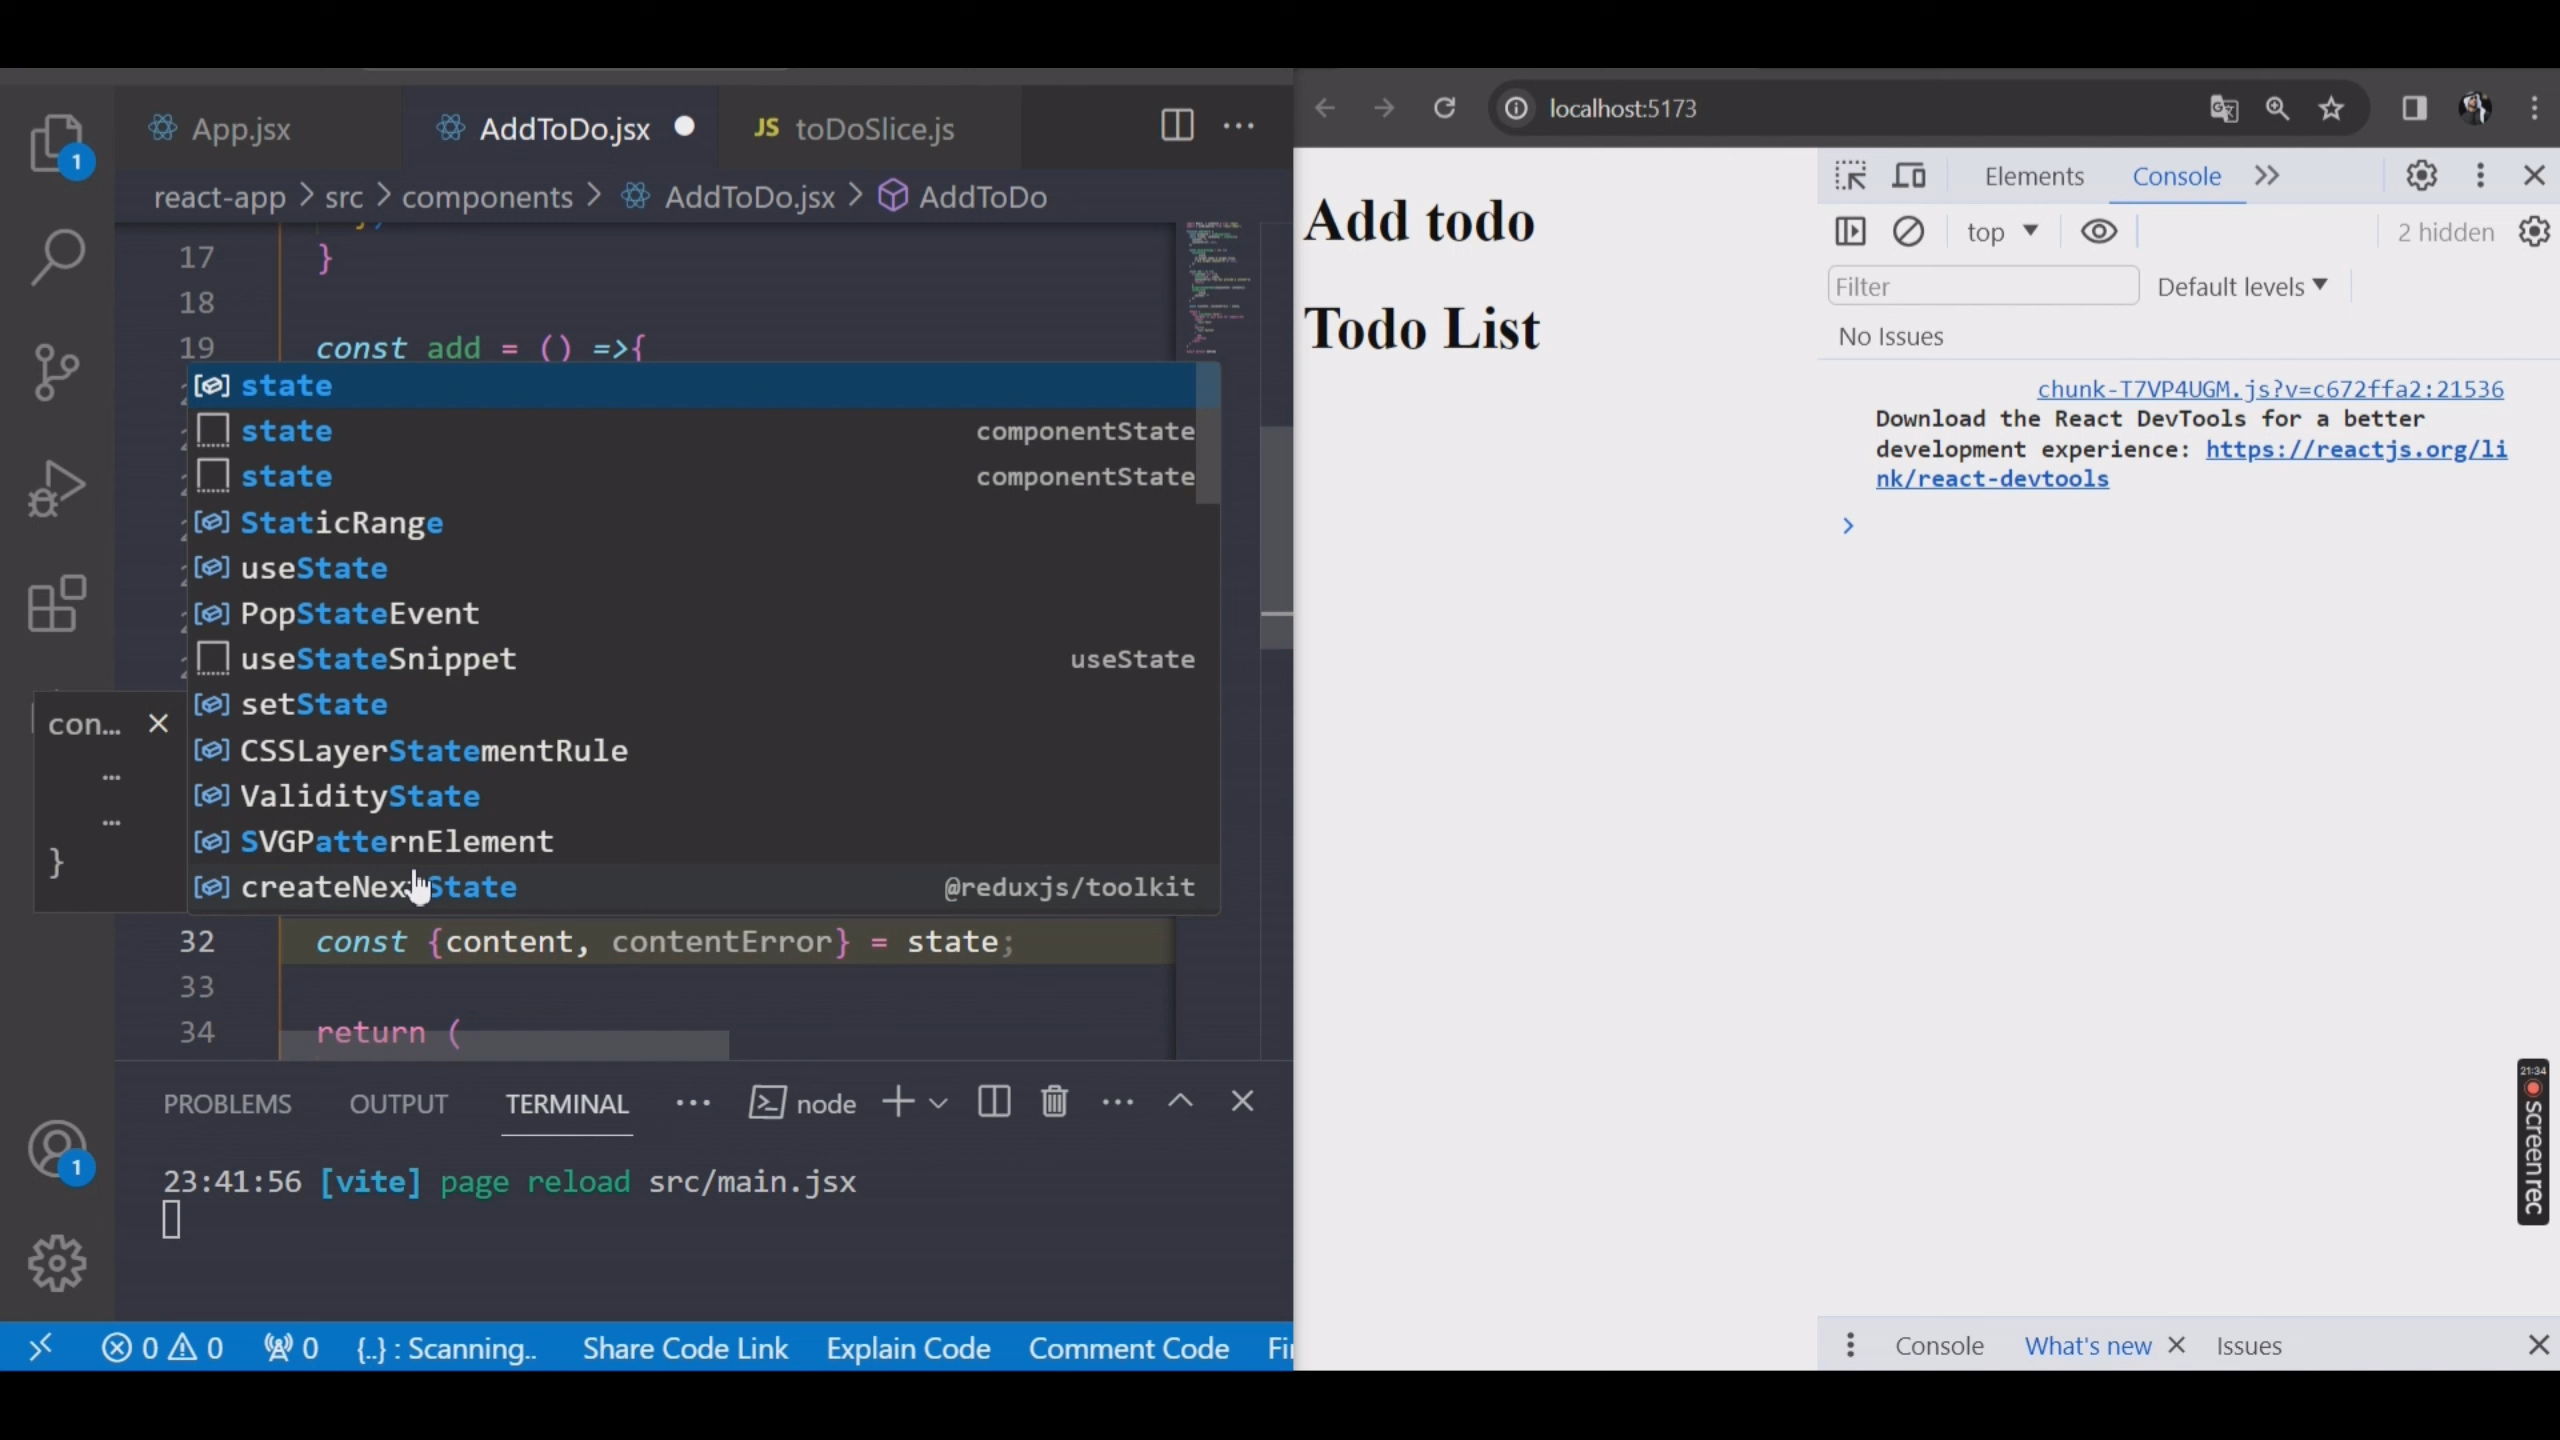 App.jsx
AddToDo.jsx
JS toDoSlice.js
react-app > src > components > AddToDo.jsx > AddToDo
17 }
18
19 const add = () =>{
state
state componentState
state componentState
StaticRange
useState
PopStateEvent
useStateSnippet useState
setState
CSSLayerStatementRule
ValidityState
SVGPatternElement
createNextState @reduxjs/toolkit
con...
...
...
}
32 const {content, contentError} = state;
33
34 return (
PROBLEMS OUTPUT TERMINAL ... node
23:41:56 [vite] page reload src/main.jsx
0 0 0 {..} : Scanning.. Share Code Link Explain Code Comment Code
1
1
localhost:5173
Add todo
Todo List
Elements Console
top 2 hidden
Filter Default levels
No Issues
chunk-T7VP4UGM.js?v=c672ffa2:21536
Download the React DevTools for a better
development experience: https://reactjs.org/li
nk/react-devtools
Console What's new Issues
21:34
screenrec